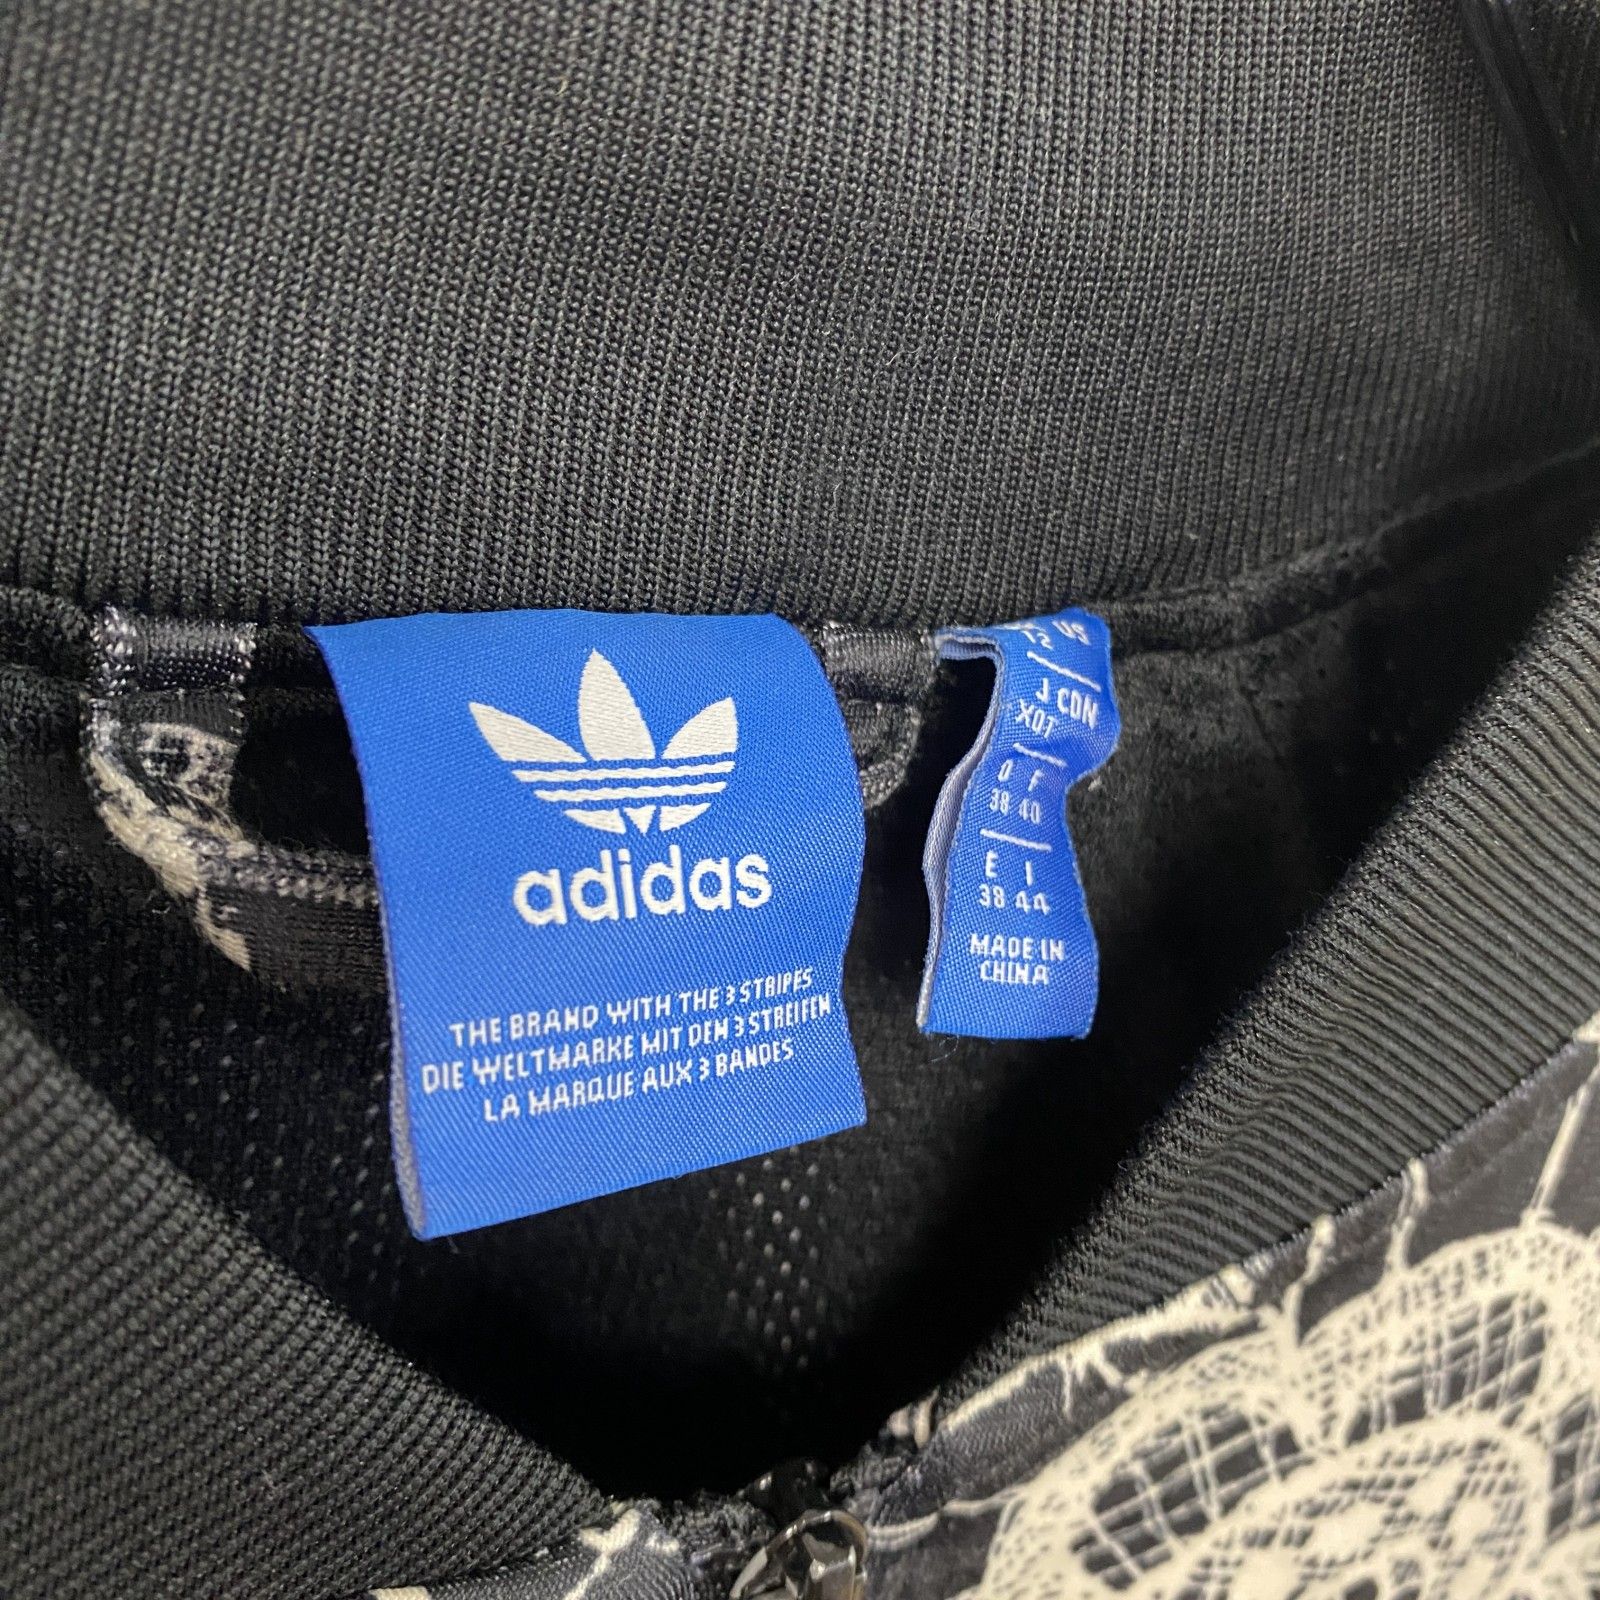 adidas
THE BRAND WITH THE 3 STRIPES
DIE WELTMARKE MIT DEN 3 STREIFEN
LA MARQUE AUX 3 BANDES
US
J CDN
XOT
D F
38 40
E I
38 44
MADE IN
CHINA